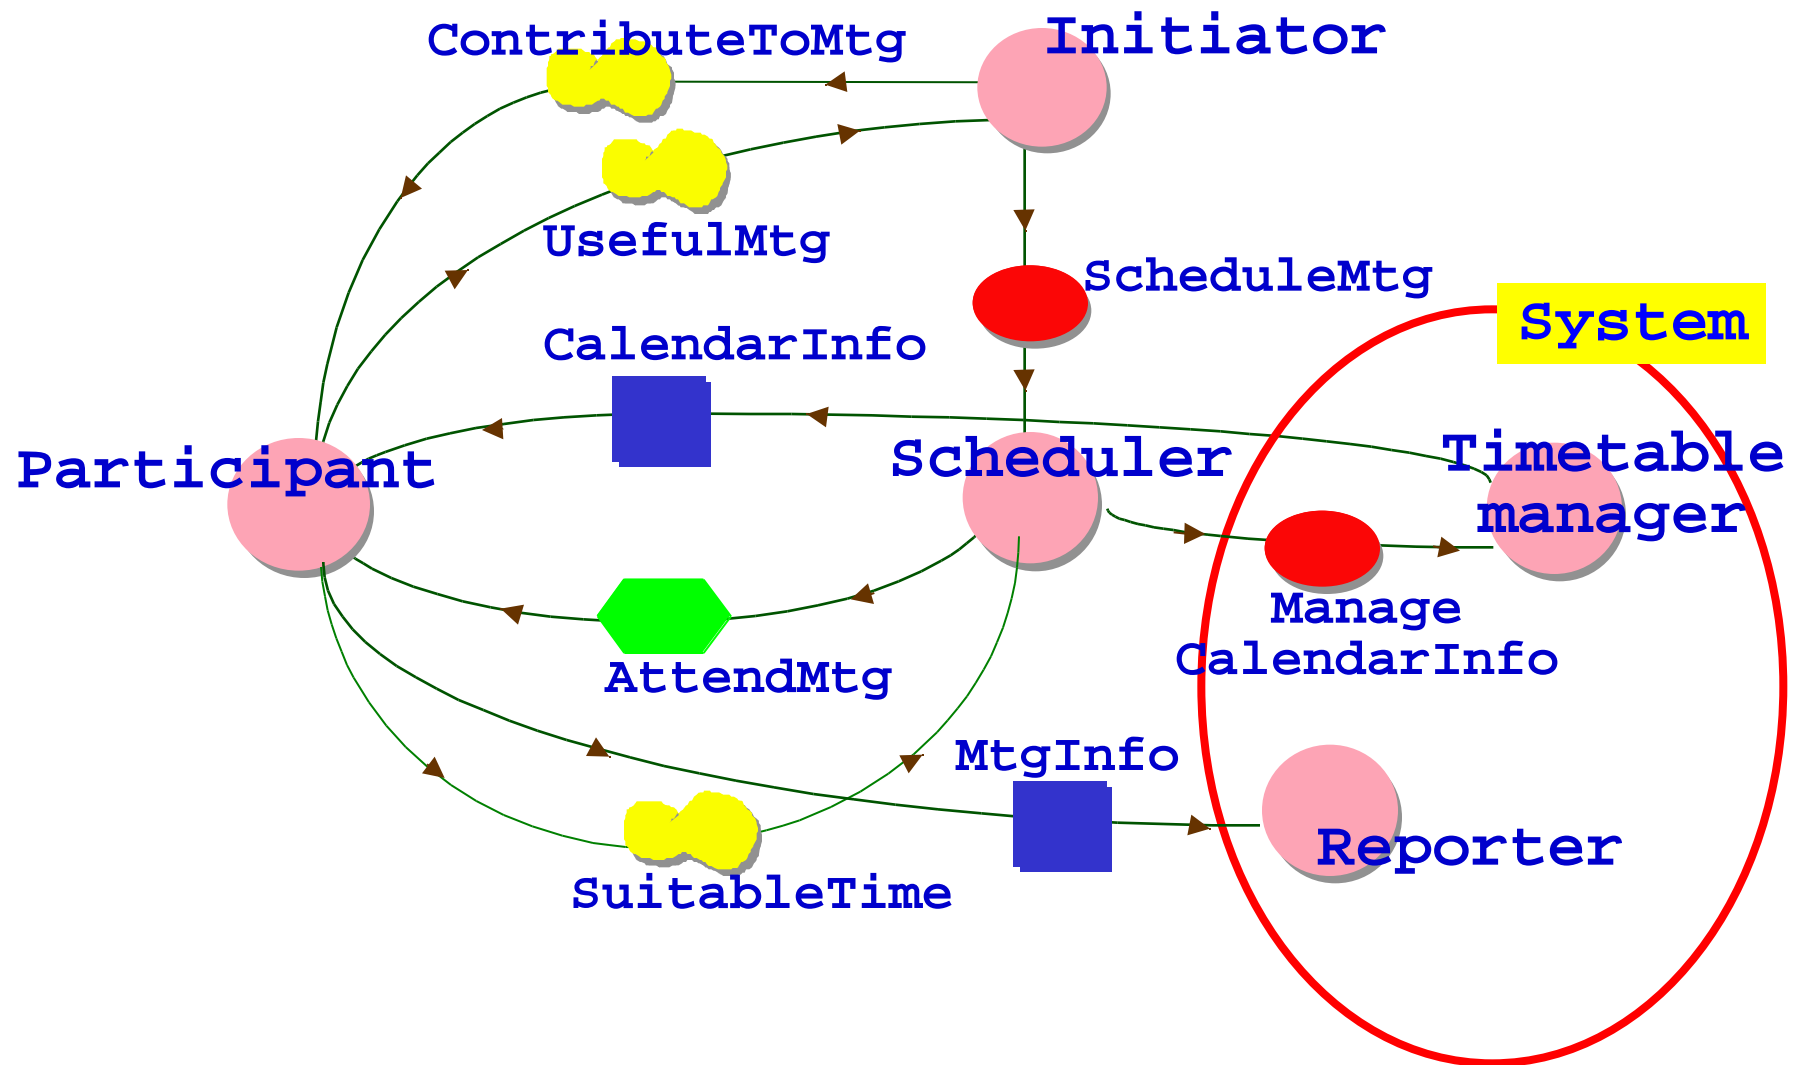 Initiator
ContributeToMtg
UsefulMtg
ScheduleMtg
System
CalendarInfo
Participant
Scheduler
Timetable
manager
Manage
CalendarInfo
AttendMtg
MtgInfo
Reporter
SuitableTime